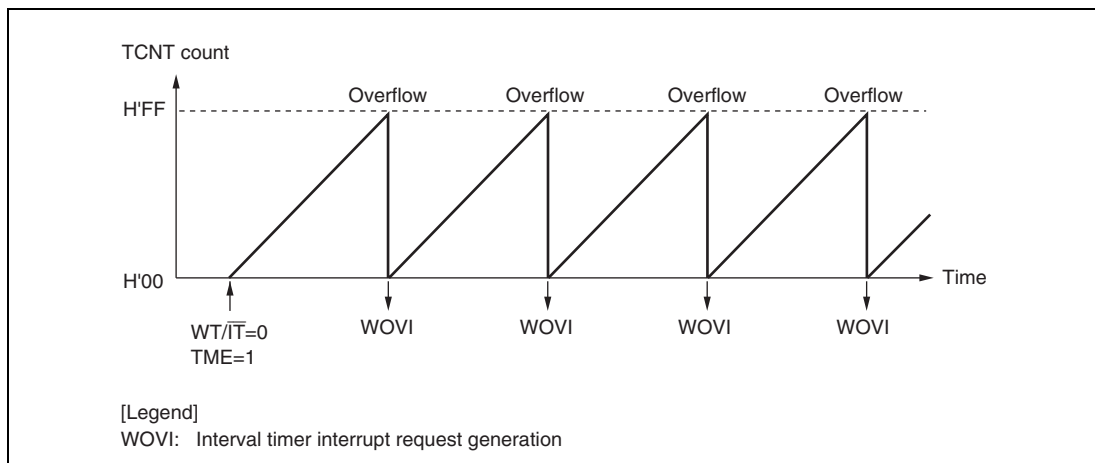 TCNT count
H'FF
Overflow Overflow Overflow Overflow
H'00
Time
WT/I̅T̅=0
TME=1
WOVI WOVI WOVI WOVI
[Legend]
WOVI: Interval timer interrupt request generation